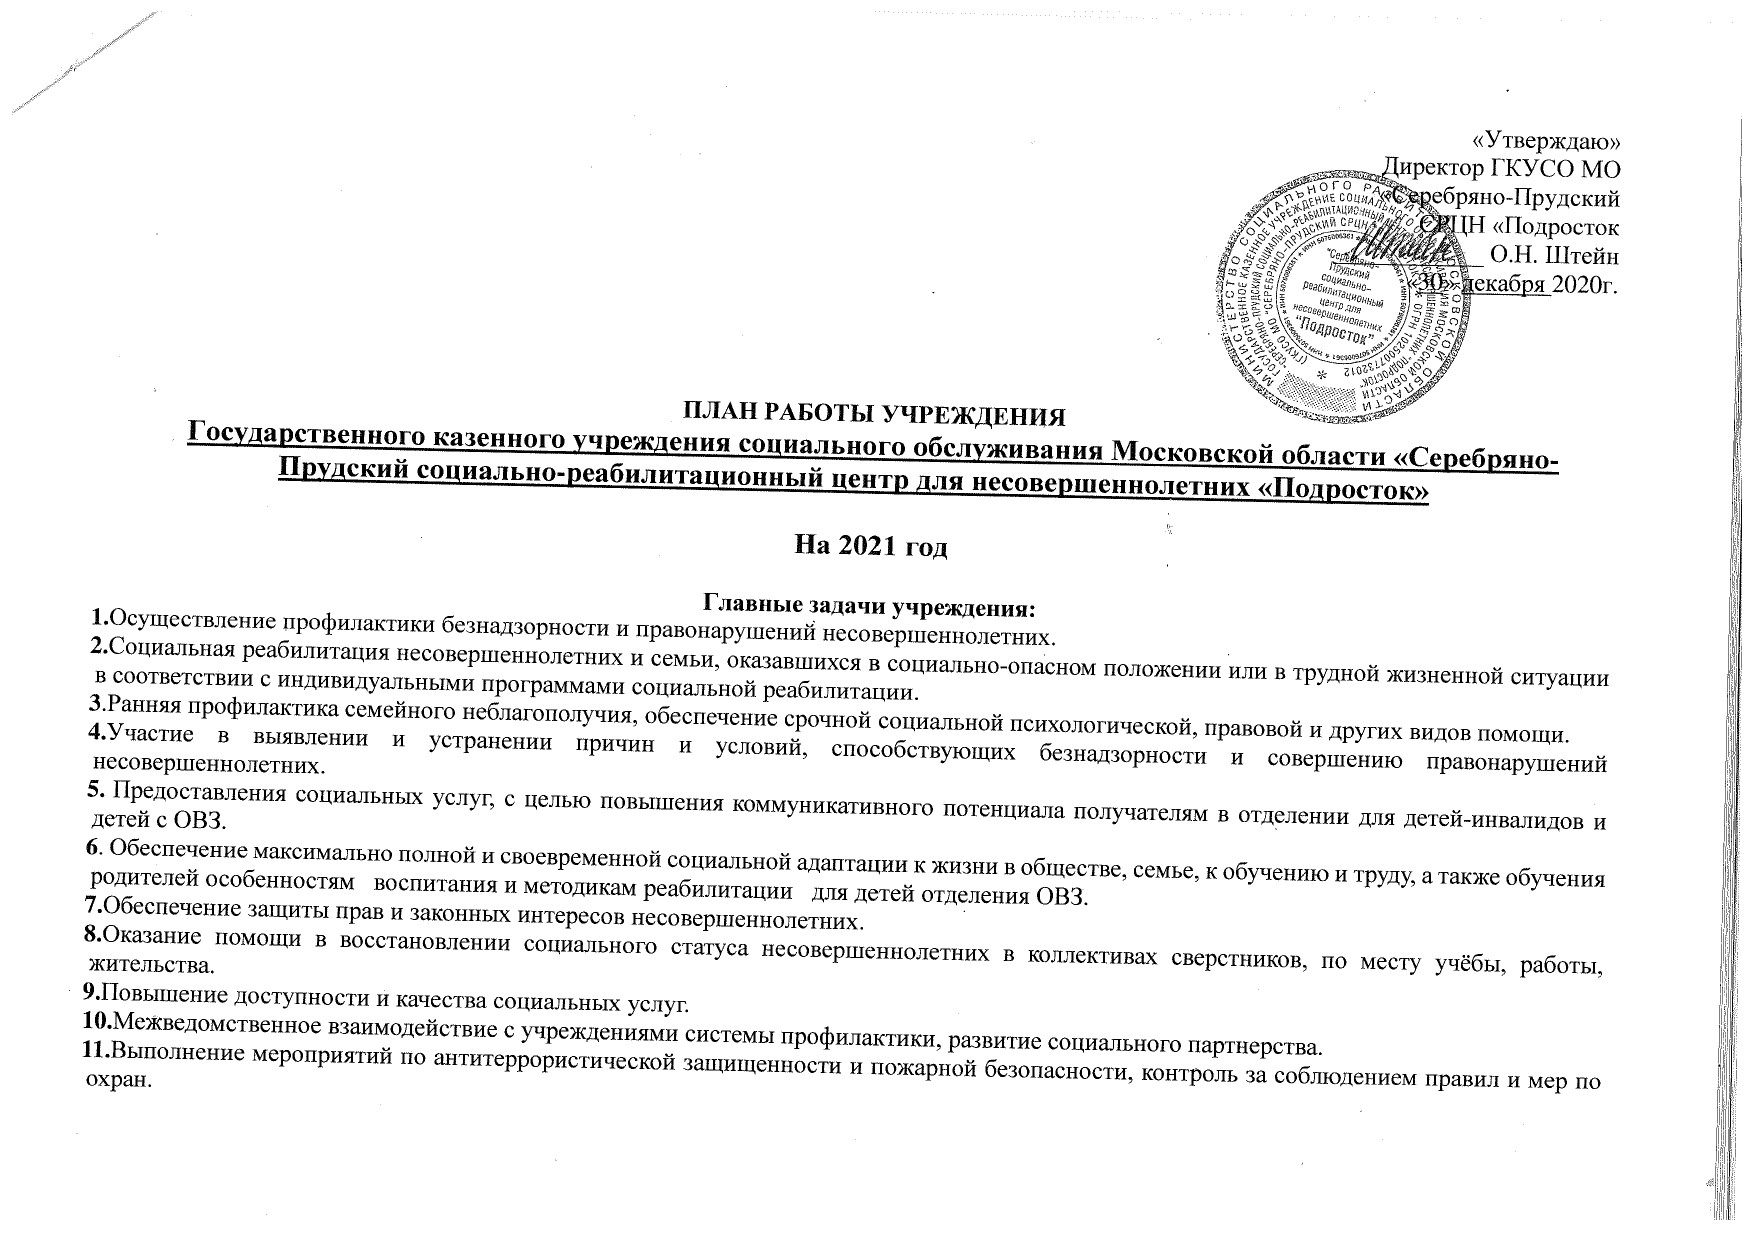 «Утверждаю»
Директор ГКУСО МО
«Серебряно-Прудский
СРЦН «Подросток
О.Н. Штейн
«30» декабря 2020г.
"Серебряно-
Прудский
социально-
реабилитационный
центр для
несовершеннолетних
"Подросток"
ПЛАН РАБОТЫ УЧРЕЖДЕНИЯ
Государственного казенного учреждения социального обслуживания Московской области «Серебряно-
Прудский социально-реабилитационный центр для несовершеннолетних «Подросток»
На 2021 год
Главные задачи учреждения:
1.Осуществление профилактики безнадзорности и правонарушений несовершеннолетних.
2.Социальная реабилитация несовершеннолетних и семьи, оказавшихся в социально-опасном положении или в трудной жизненной ситуации
в соответствии с индивидуальными программами социальной реабилитации.
3.Ранняя профилактика семейного неблагополучия, обеспечение срочной социальной психологической, правовой и других видов помощи.
4.Участие в выявлении и устранении причин и условий, способствующих безнадзорности и совершению правонарушений
несовершеннолетних.
5. Предоставления социальных услуг, с целью повышения коммуникативного потенциала получателям в отделении для детей-инвалидов и
детей с ОВЗ.
6. Обеспечение максимально полной и своевременной социальной адаптации к жизни в обществе, семье, к обучению и труду, а также обучения
родителей особенностям воспитания и методикам реабилитации для детей отделения ОВЗ.
7.Обеспечение защиты прав и законных интересов несовершеннолетних.
8.Оказание помощи в восстановлении социального статуса несовершеннолетних в коллективах сверстников, по месту учёбы, работы,
жительства.
9.Повышение доступности и качества социальных услуг.
10.Межведомственное взаимодействие с учреждениями системы профилактики, развитие социального партнерства.
11.Выполнение мероприятий по антитеррористической защищенности и пожарной безопасности, контроль за соблюдением правил и мер по
охран.